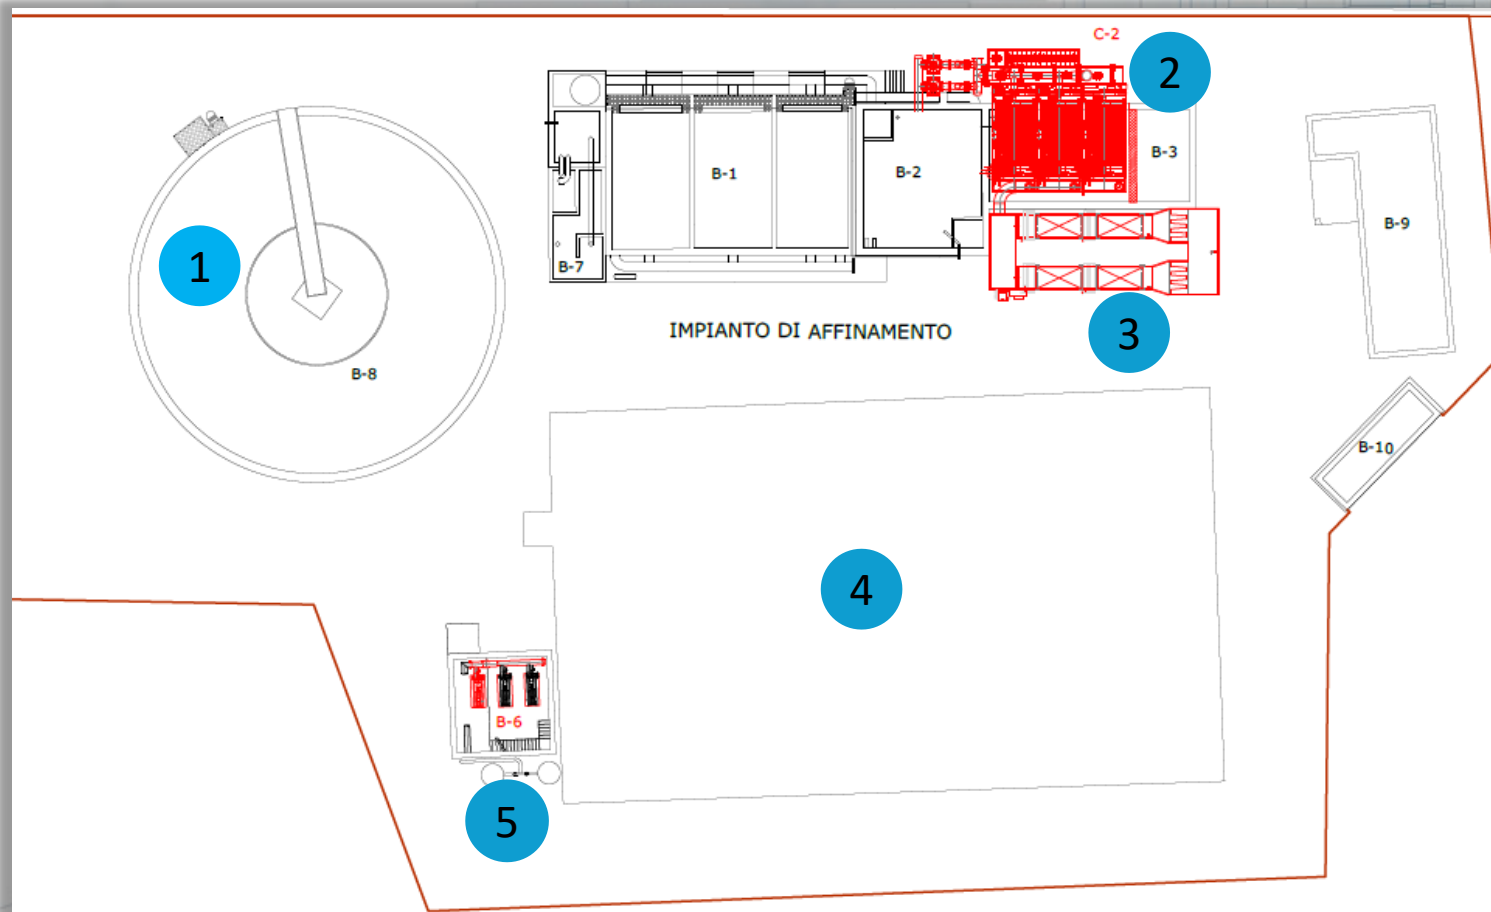 C-2
2
B-1
B-2
B-3
B-9
1
B-7
B-8
IMPIANTO DI AFFINAMENTO
3
B-10
4
B-6
5